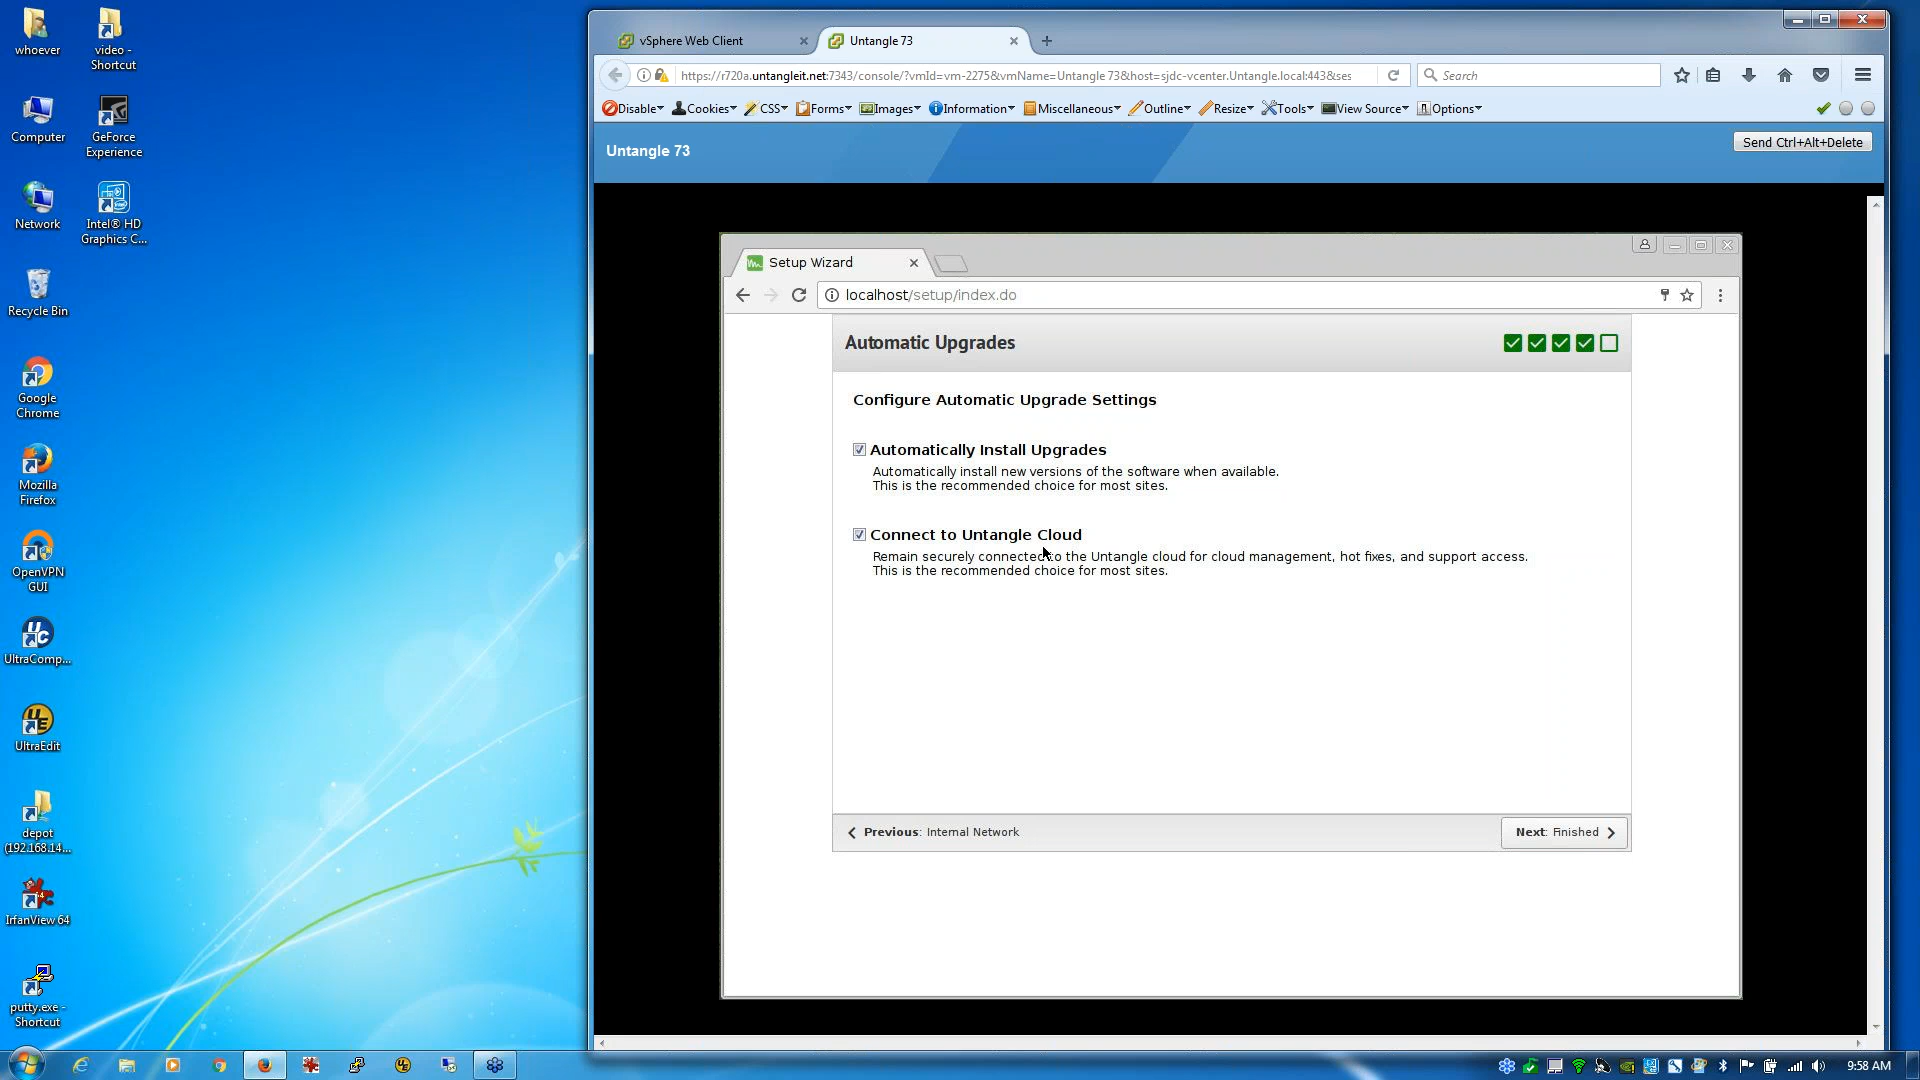 whoever
video -
Shortcut
Computer
GeForce
Experience
Network
Intel® HD
Graphics C...
Recycle Bin
Google
Chrome
Mozilla
Firefox
OpenVPN
GUI
UltraComp...
UltraEdit
depot
(192.168.14...
IrfanView 64
putty.exe -
Shortcut
vSphere Web Client
Untangle 73
https://r720a.untangleit.net:7343/console/?vmId=vm-2275&vmName=Untangle 73&host=sjdc-vcenter.Untangle.local:443&ses
Search
Disable Cookies CSS Forms Images Information Miscellaneous Outline Resize Tools View Source Options
Untangle 73
Send Ctrl+Alt+Delete
Setup Wizard
localhost/setup/index.do
Automatic Upgrades
Configure Automatic Upgrade Settings
Automatically Install Upgrades
Automatically install new versions of the software when available.
This is the recommended choice for most sites.
Connect to Untangle Cloud
Remain securely connected to the Untangle cloud for cloud management, hot fixes, and support access.
This is the recommended choice for most sites.
Previous: Internal Network
Next: Finished
9:58 AM